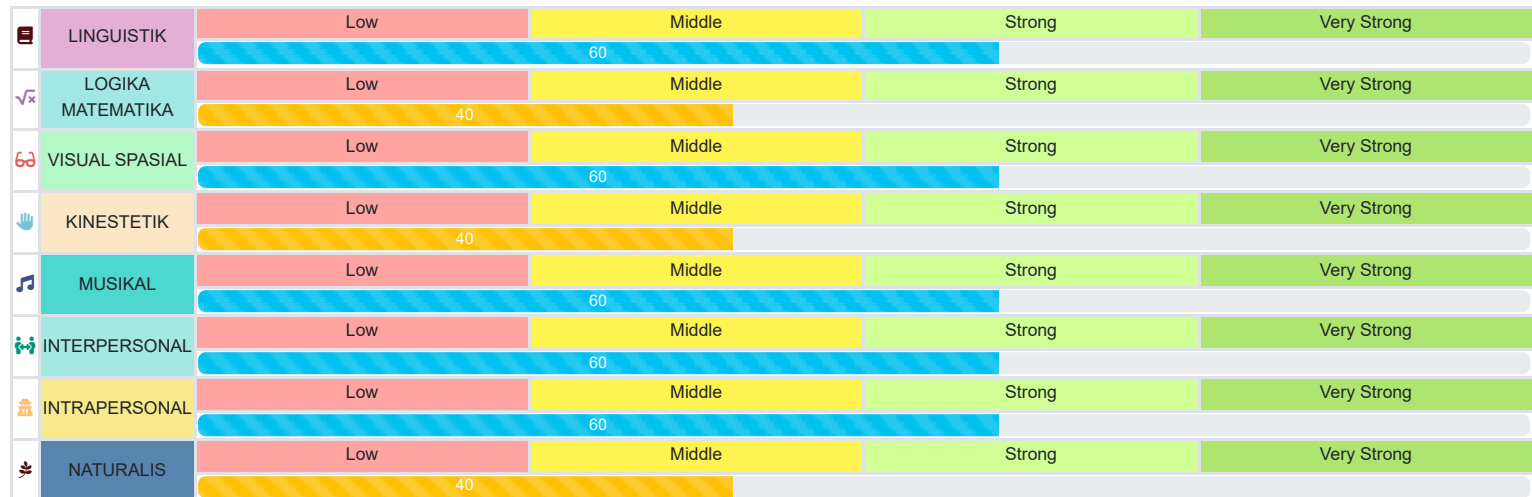 LINGUISTIK
Low Middle Strong Very Strong
60
LOGIKA
MATEMATIKA
Low Middle Strong Very Strong
40
VISUAL SPASIAL
Low Middle Strong Very Strong
60
KINESTETIK
Low Middle Strong Very Strong
40
MUSIKAL
Low Middle Strong Very Strong
60
INTERPERSONAL
Low Middle Strong Very Strong
60
INTRAPERSONAL
Low Middle Strong Very Strong
60
NATURALIS
Low Middle Strong Very Strong
40